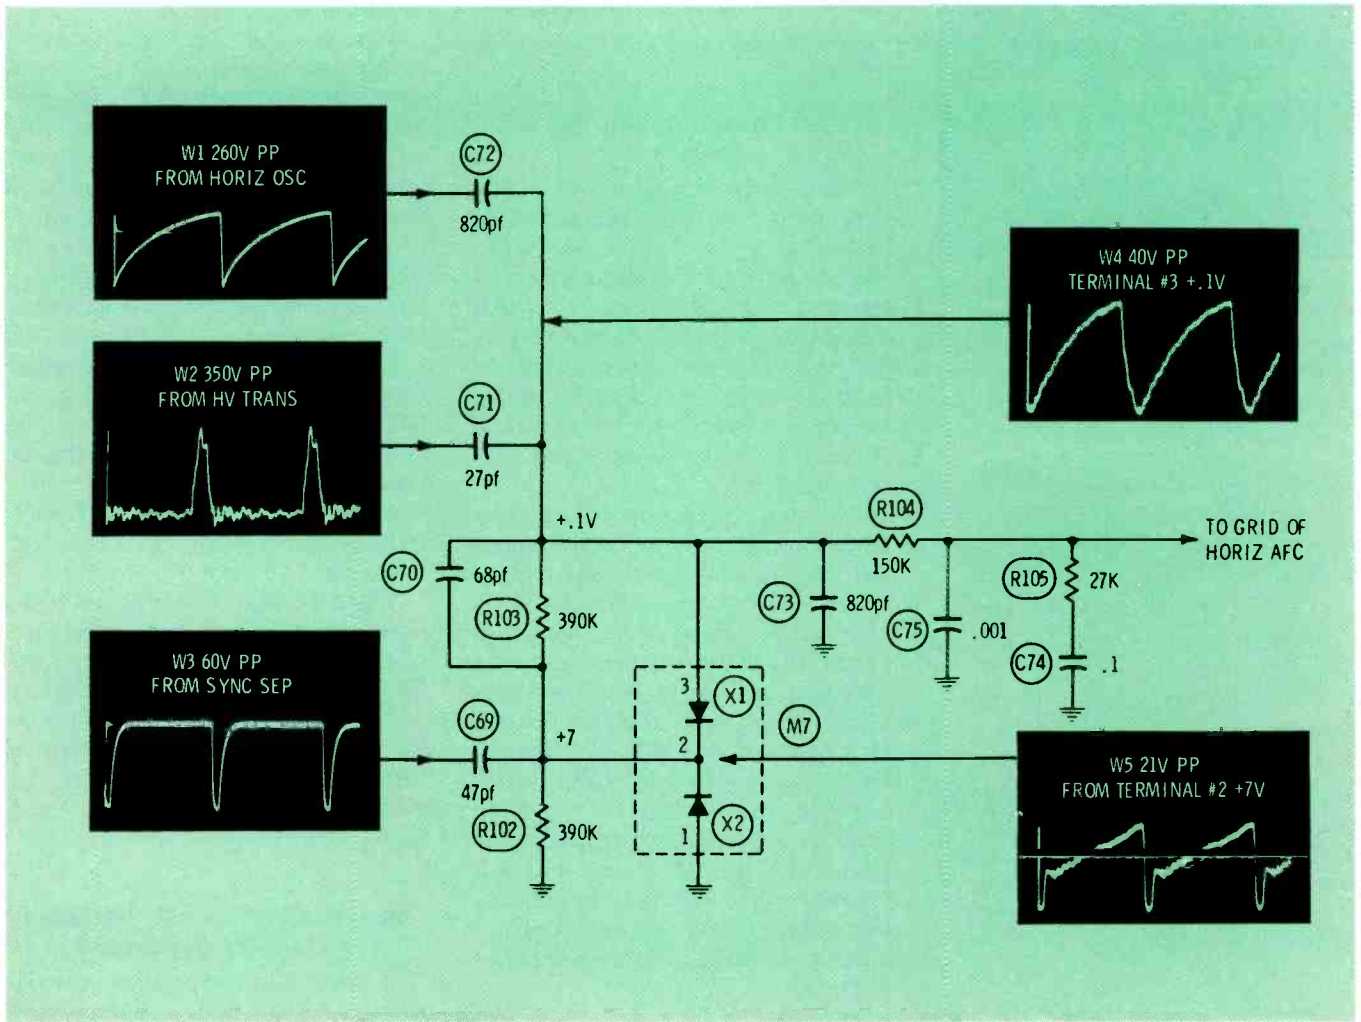 W1 260V PP
FROM HORIZ OSC
C72
820pf
W2 350V PP
FROM HV TRANS
C71
27pf
W4 40V PP
TERMINAL #3 +.1V
+.1V
C70
68pf
R103
390K
R104
150K
TO GRID OF
HORIZ AFC
C73
820pf
C75
.001
R105
27K
C74
.1
W3 60V PP
FROM SYNC SEP
C69
47pf
+7
R102
390K
3
X1
2
M7
X2
1
W5 21V PP
FROM TERMINAL #2 +7V